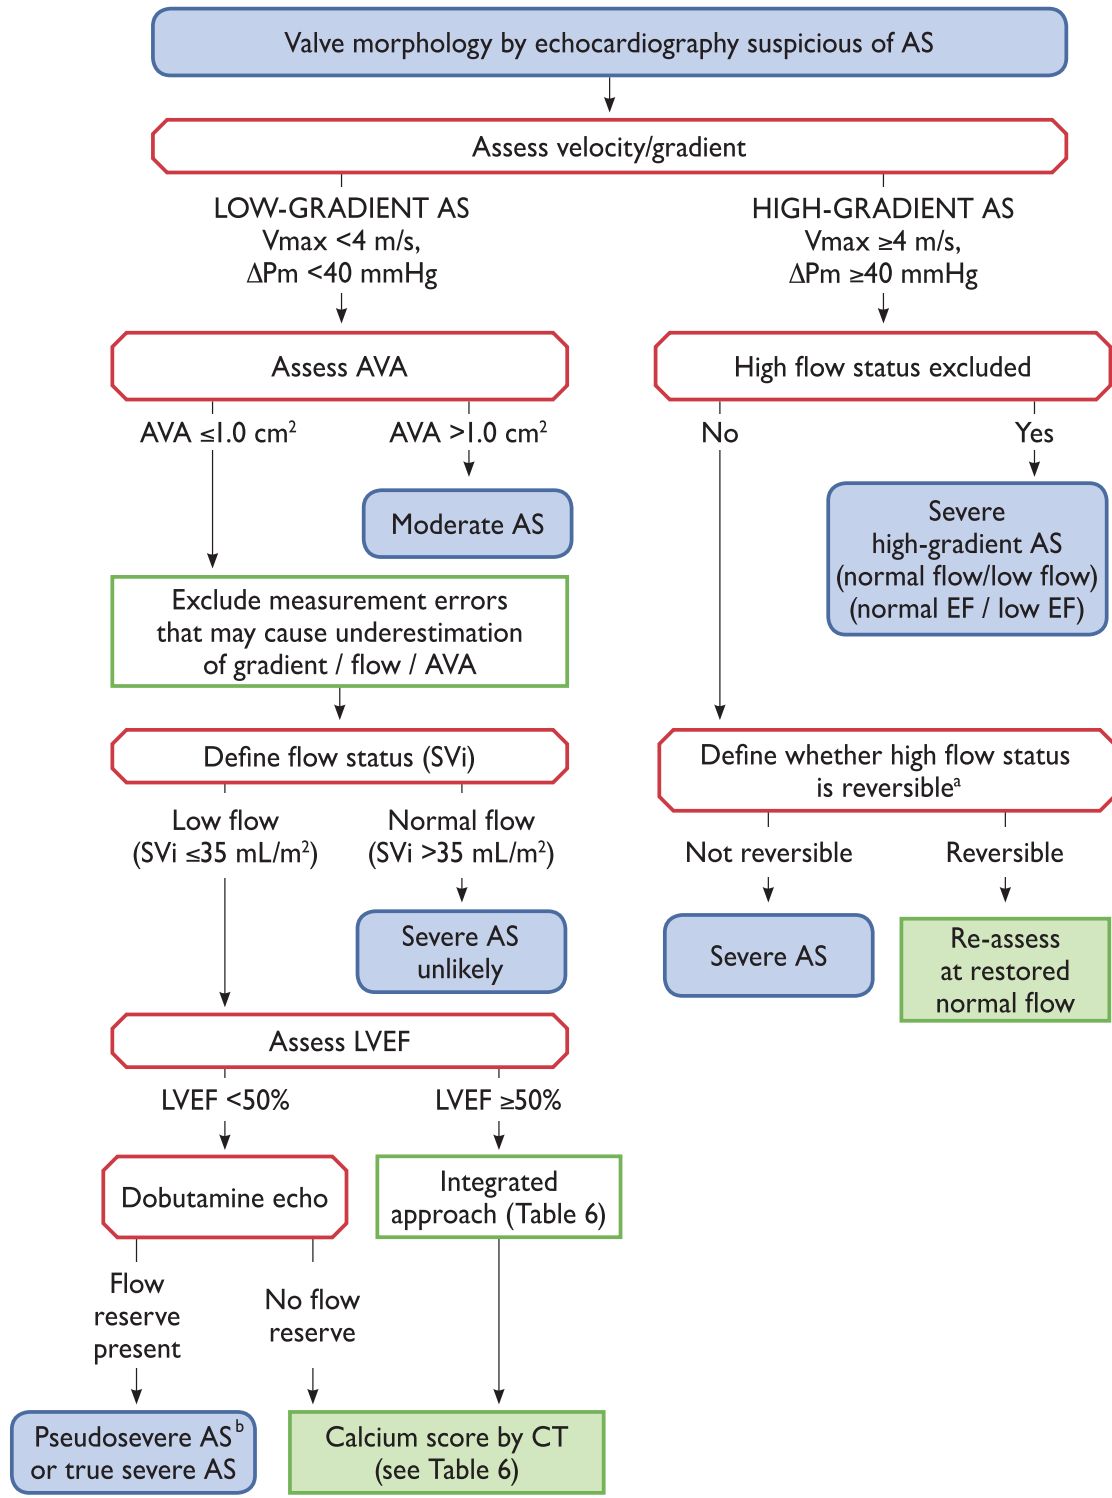 Valve morphology by echocardiography suspicious of AS
Assess velocity/gradient
LOW-GRADIENT AS
Vmax <4 m/s,
ΔPm <40 mmHg
HIGH-GRADIENT AS
Vmax ≥4 m/s,
ΔPm ≥40 mmHg
Assess AVA
High flow status excluded
AVA ≤1.0 cm²
AVA >1.0 cm²
No
Yes
Moderate AS
Severe
high-gradient AS
(normal flow/low flow)
(normal EF / low EF)
Exclude measurement errors
that may cause underestimation
of gradient / flow / AVA
Define flow status (SVi)
Define whether high flow status
is reversibleᵃ
Low flow
(SVi ≤35 mL/m²)
Normal flow
(SVi >35 mL/m²)
Not reversible
Reversible
Severe AS
unlikely
Severe AS
Re-assess
at restored
normal flow
Assess LVEF
LVEF <50%
LVEF ≥50%
Dobutamine echo
Integrated
approach (Table 6)
Flow
reserve
present
No flow
reserve
Pseudosevere ASᵇ
or true severe AS
Calcium score by CT
(see Table 6)